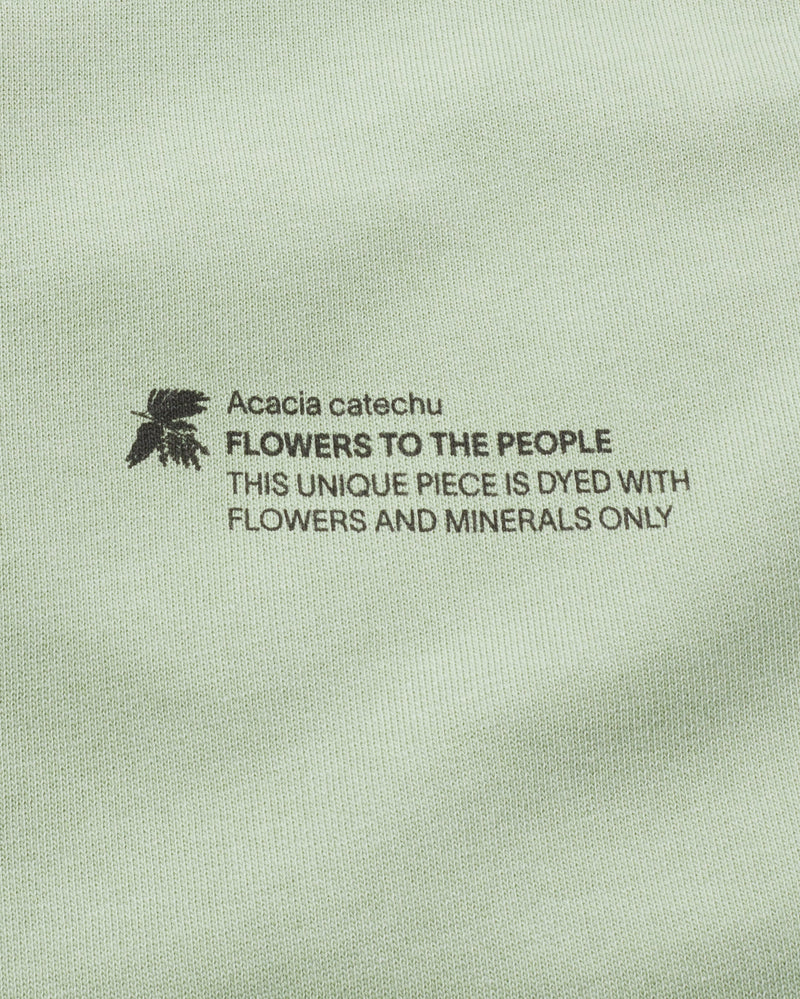 Acacia catechu
FLOWERS TO THE PEOPLE
THIS UNIQUE PIECE IS DYED WITH
FLOWERS AND MINERALS ONLY